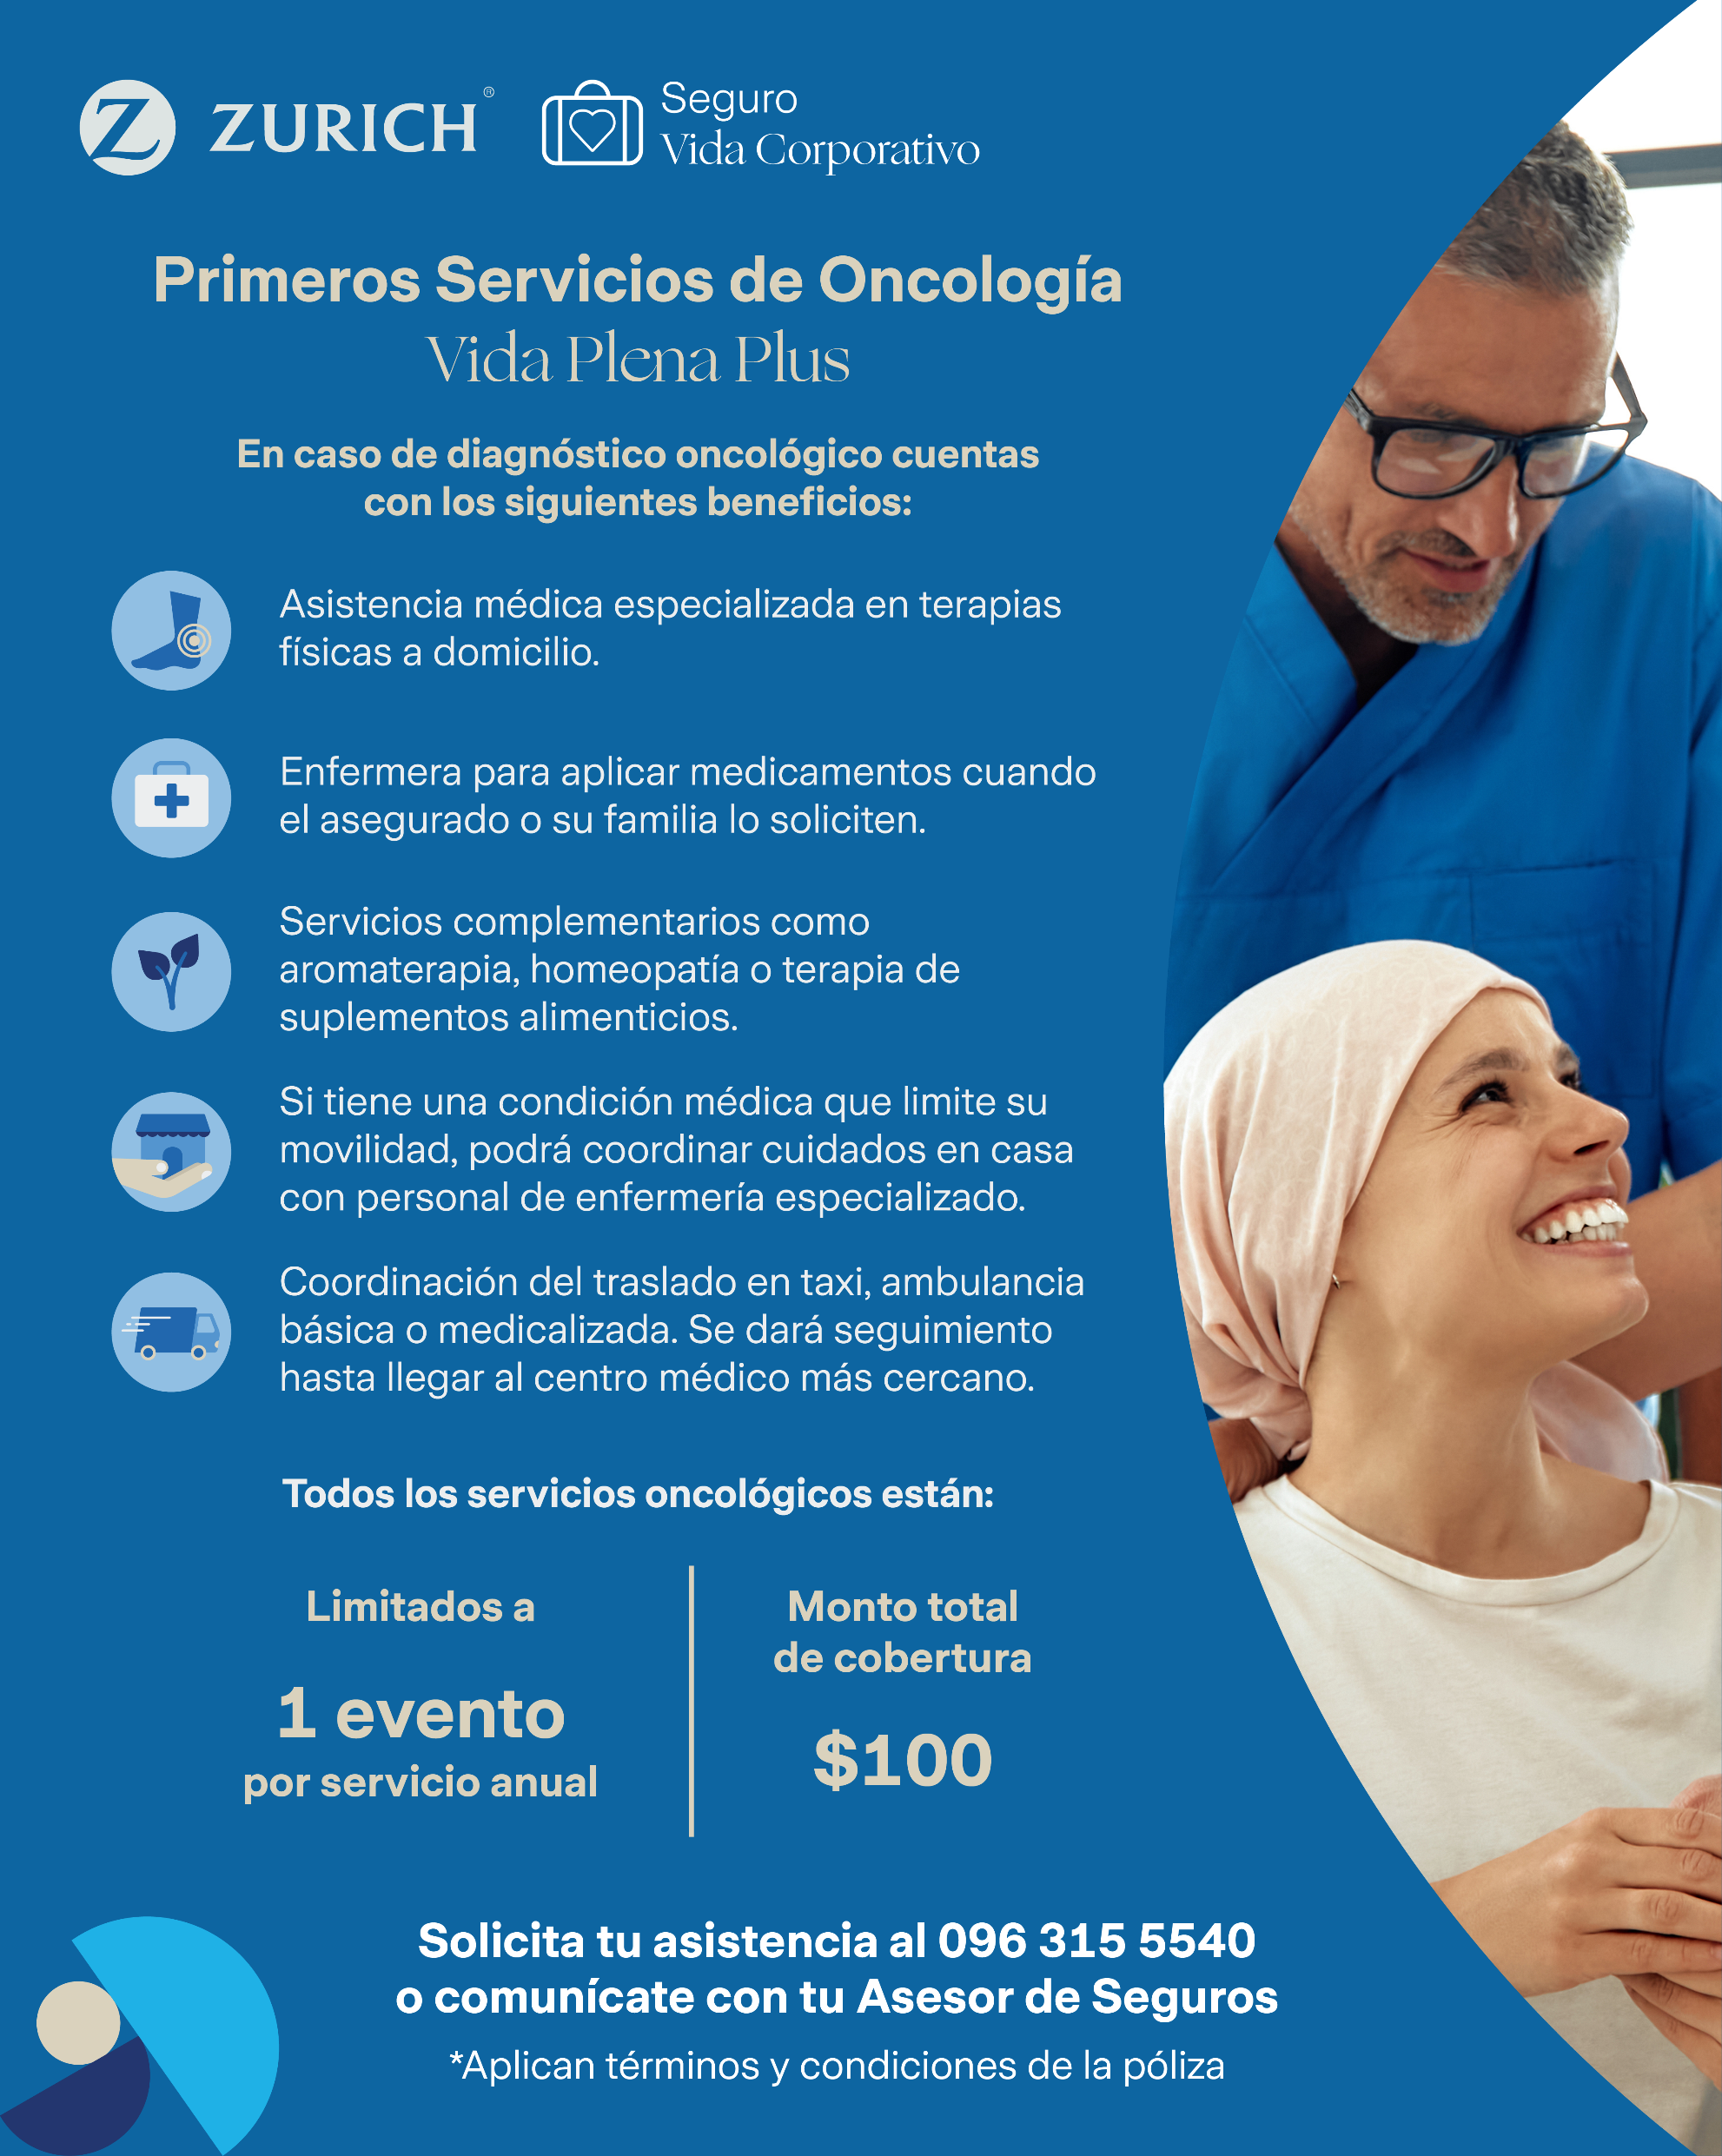 ZURICH®
Seguro
Vida Corporativo
Primeros Servicios de Oncología
Vida Plena Plus
En caso de diagnóstico oncológico cuentas
con los siguientes beneficios:
Asistencia médica especializada en terapias
físicas a domicilio.
Enfermera para aplicar medicamentos cuando
el asegurado o su familia lo soliciten.
Servicios complementarios como
aromaterapia, homeopatía o terapia de
suplementos alimenticios.
Si tiene una condición médica que limite su
movilidad, podrá coordinar cuidados en casa
con personal de enfermería especializado.
Coordinación del traslado en taxi, ambulancia
básica o medicalizada. Se dará seguimiento
hasta llegar al centro médico más cercano.
Todos los servicios oncológicos están:
Limitados a
1 evento
por servicio anual
Monto total
de cobertura
$100
Solicita tu asistencia al 096 315 5540
o comunícate con tu Asesor de Seguros
*Aplican términos y condiciones de la póliza